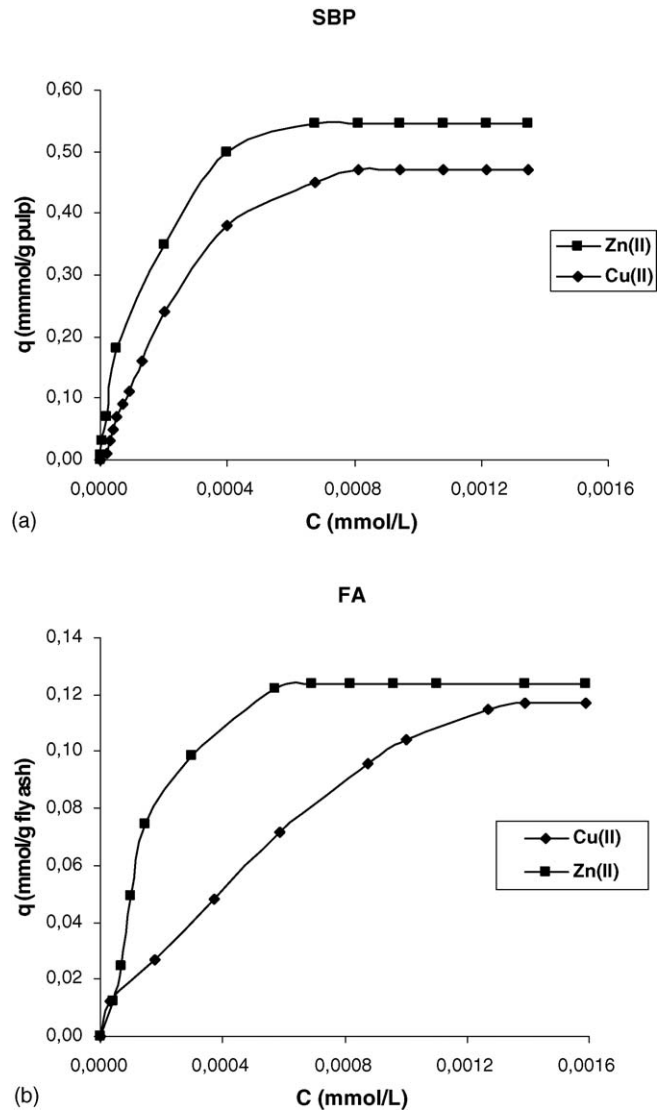 SBP
0,60
0,50
0,40
0,30
0,20
0,10
0,00
q (mmmol/g pulp)
Zn(II)
Cu(II)
0,0000 0,0004 0,0008 0,0012 0,0016
C (mmol/L)
(a)
FA
0,14
0,12
0,10
0,08
0,06
0,04
0,02
0,00
q (mmol/g fly ash)
Cu(II)
Zn(II)
0,0000 0,0004 0,0008 0,0012 0,0016
C (mmol/L)
(b)